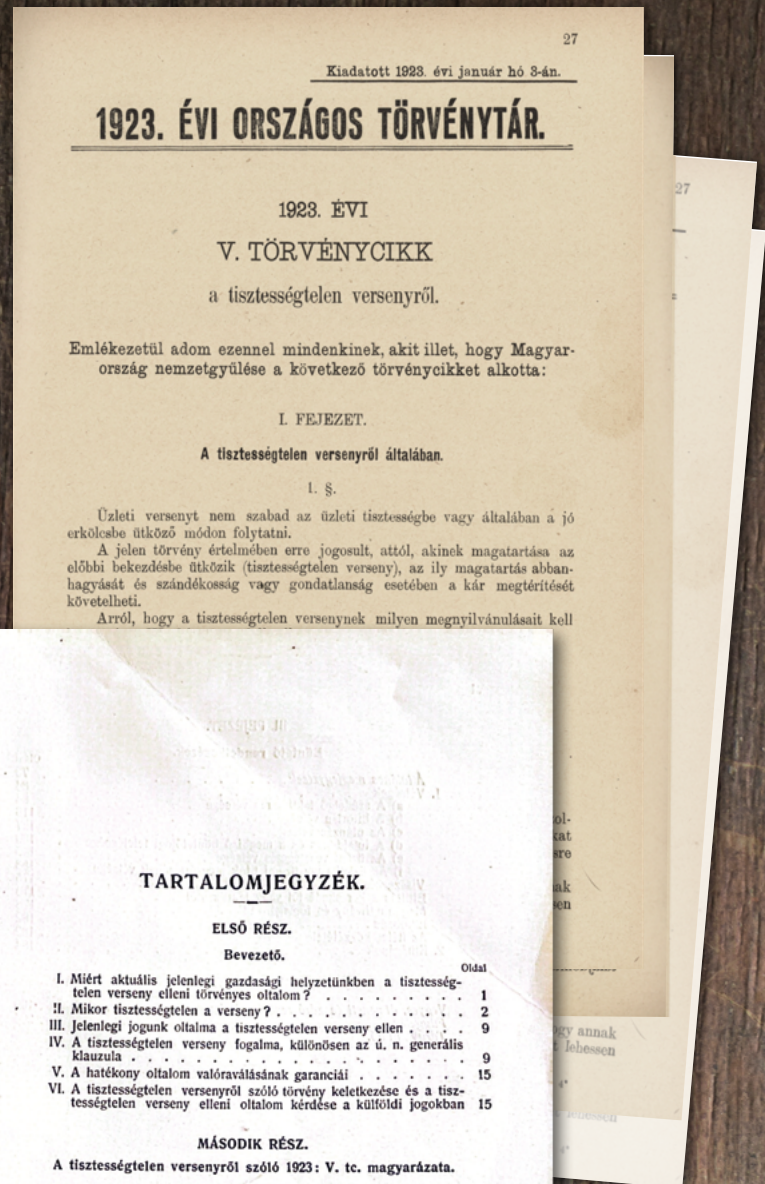 27
Kiadatott 1923. évi január hó 3-án.
1923. ÉVI ORSZÁGOS TÖRVÉNYTÁR.
1923. ÉVI
V. TÖRVÉNYCIKK
a tisztességtelen versenyről.
Emlékezetül adom ezennel mindenkinek, akit illet, hogy Magyar-
ország nemzetgyűlése a következő törvénycikket alkotta:
I. FEJEZET.
A tisztességtelen versenyről általában.
1. §.
Üzleti versenyt nem szabad az üzleti tisztességbe vagy általában a jó
erkölcsbe ütköző módon folytatni.
A jelen törvény értelmében erre jogosult, attól, akinek magatartása az
előbbi bekezdésbe ütközik (tisztességtelen verseny), az ily magatartás abban-
hagyását és szándékosság vagy gondatlanság esetében a kár megtérítését
követelheti.
Arról, hogy a tisztességtelen versenynek milyen megnyilvánulásait kell
27
annak
lehessen
TARTALOMJEGYZÉK.
ELSŐ RÉSZ.
Bevezető.
Oldal
I. Miért aktuális jelenlegi gazdasági helyzetünkben a tisztesség-
telen verseny elleni törvényes oltalom? . . . . . . . . . 1
II. Mikor tisztességtelen a verseny? . . . . . . . . . . . . 2
III. Jelenlegi jogunk oltalma a tisztességtelen verseny ellen . . . . 9
IV. A tisztességtelen verseny fogalma, különösen az ú. n. generális
klauzula . . . . . . . . . . . . . . . . . . . . . 9
V. A hatékony oltalom valóraválásának garanciái . . . . . . . 15
VI. A tisztességtelen versenyről szóló törvény keletkezése és a tisz-
tességtelen verseny elleni oltalom kérdése a külföldi jogokban 15
MÁSODIK RÉSZ.
A tisztességtelen versenyről szóló 1923: V. tc. magyarázata.